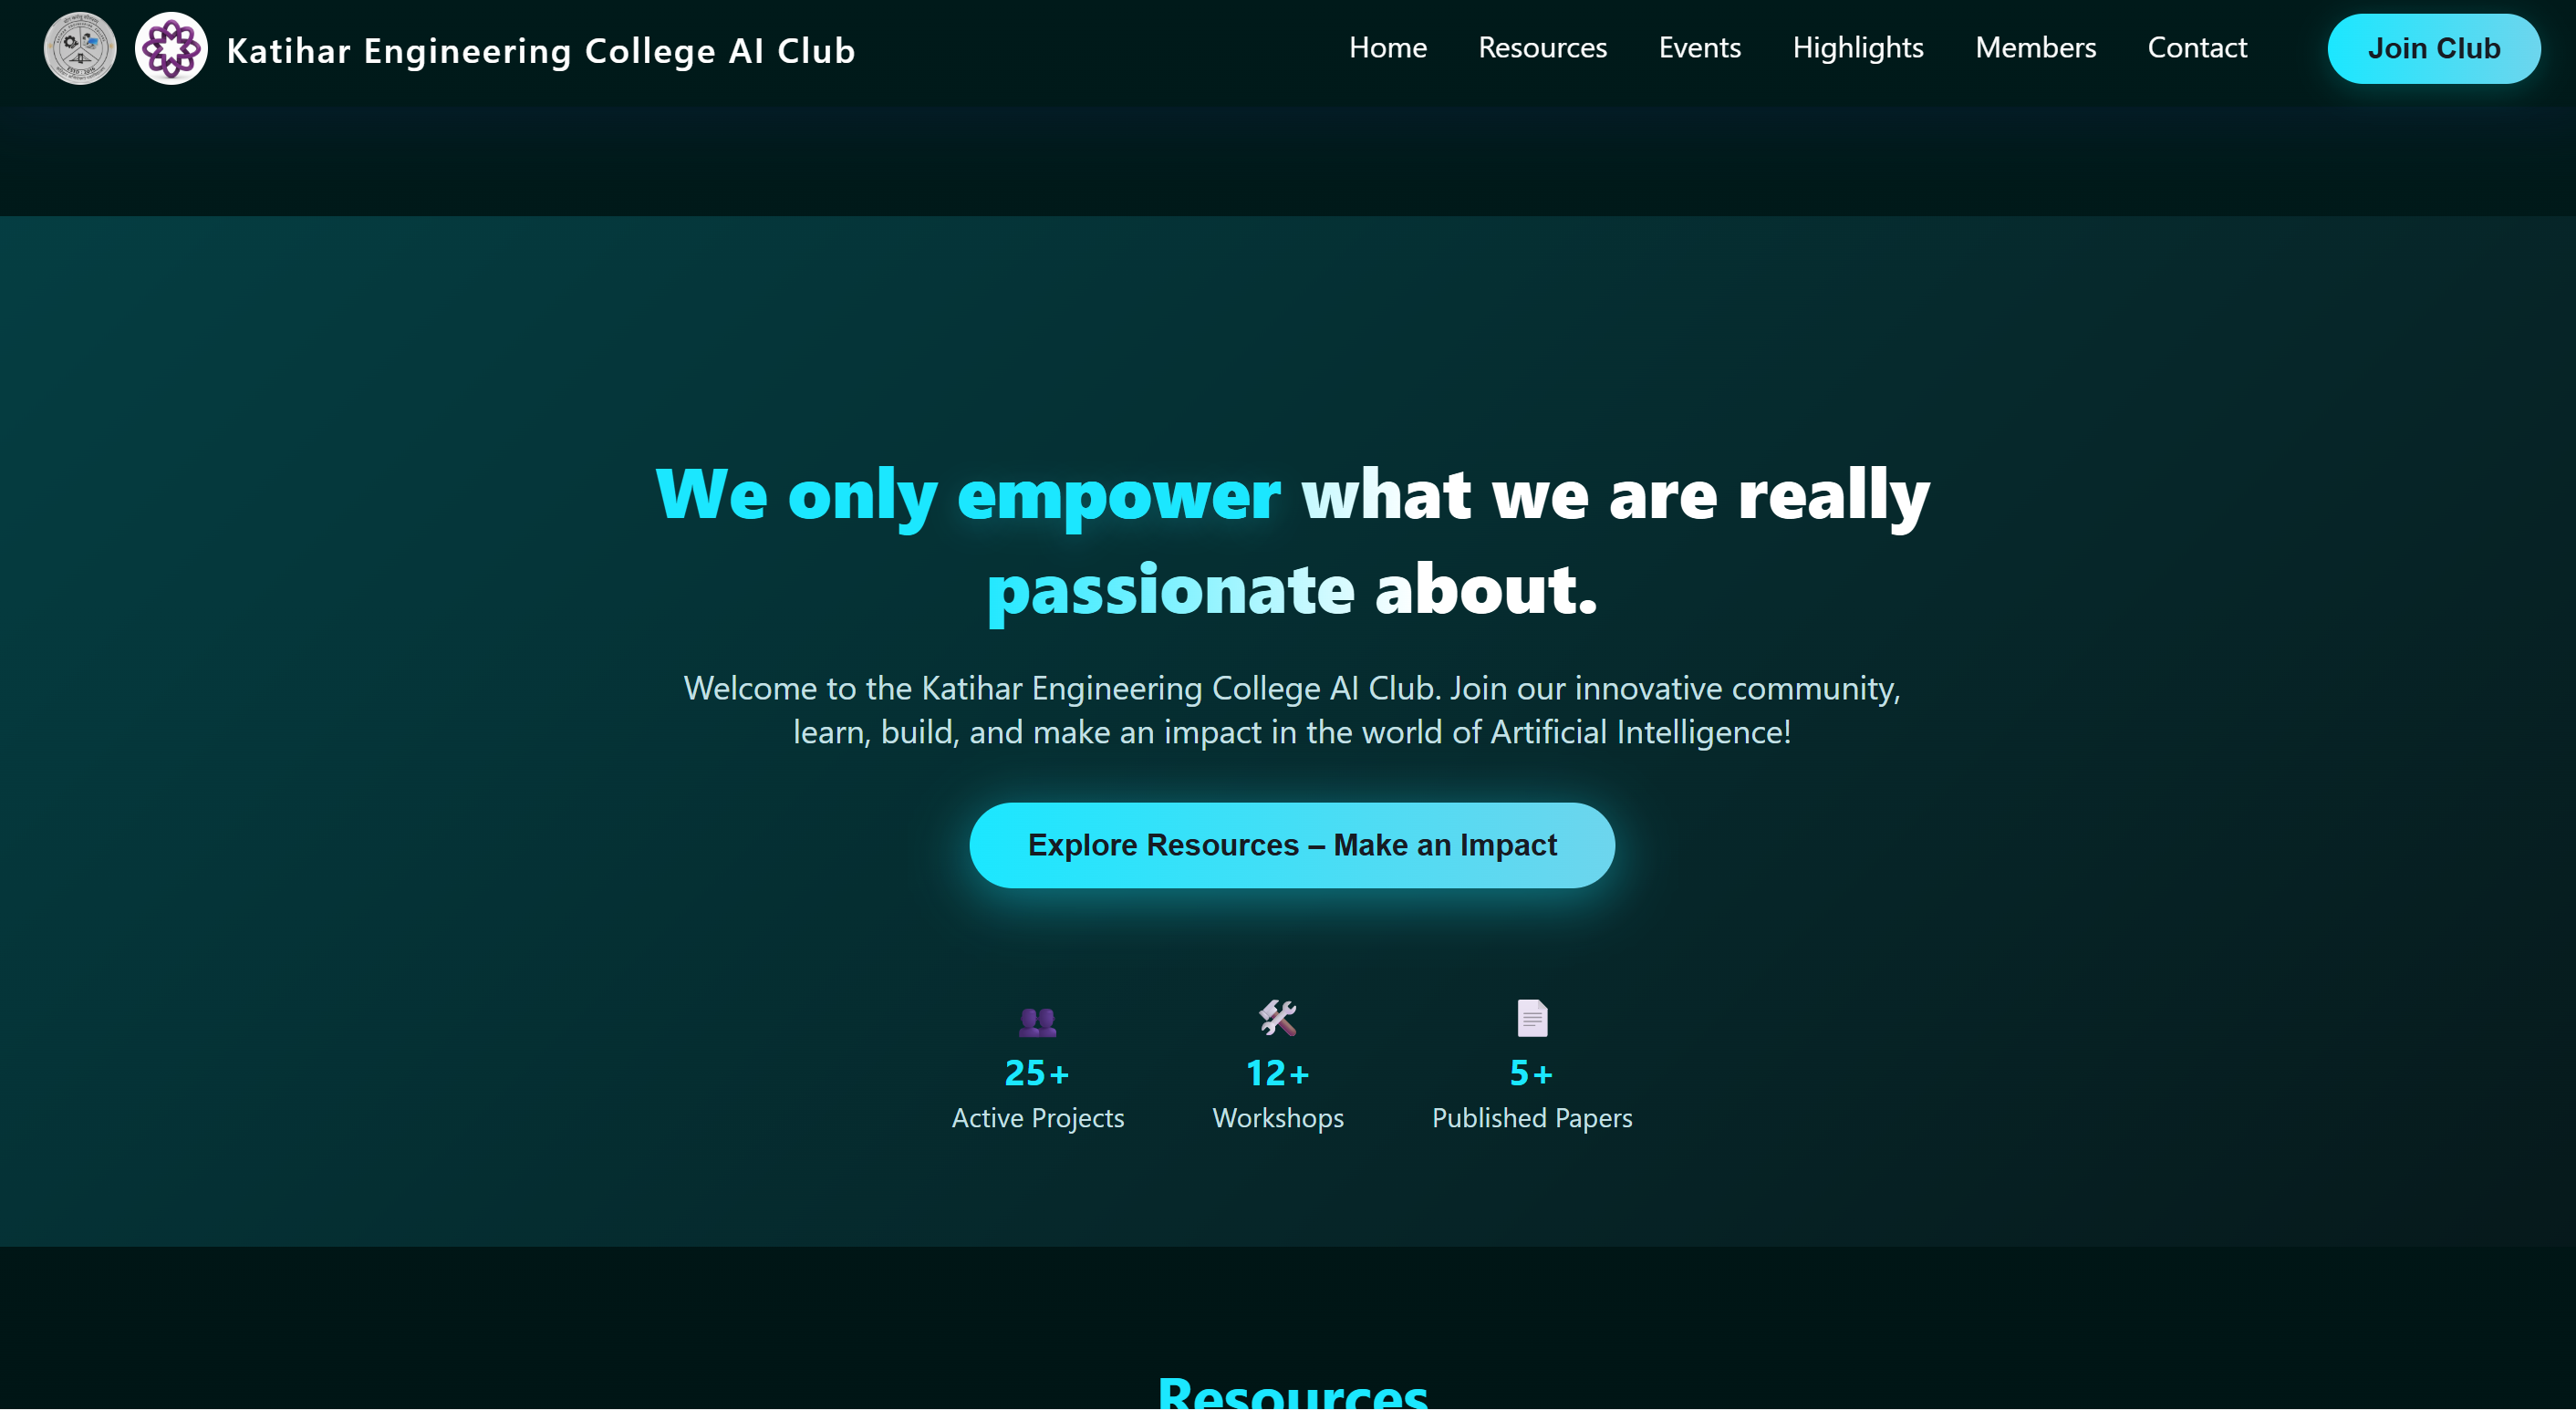 Katihar Engineering College AI Club
Home Resources Events Highlights Members Contact Join Club
We only empower what we are really
passionate about.
Welcome to the Katihar Engineering College AI Club. Join our innovative community,
learn, build, and make an impact in the world of Artificial Intelligence!
Explore Resources – Make an Impact
25+ 12+ 5+
Active Projects Workshops Published Papers
Resources